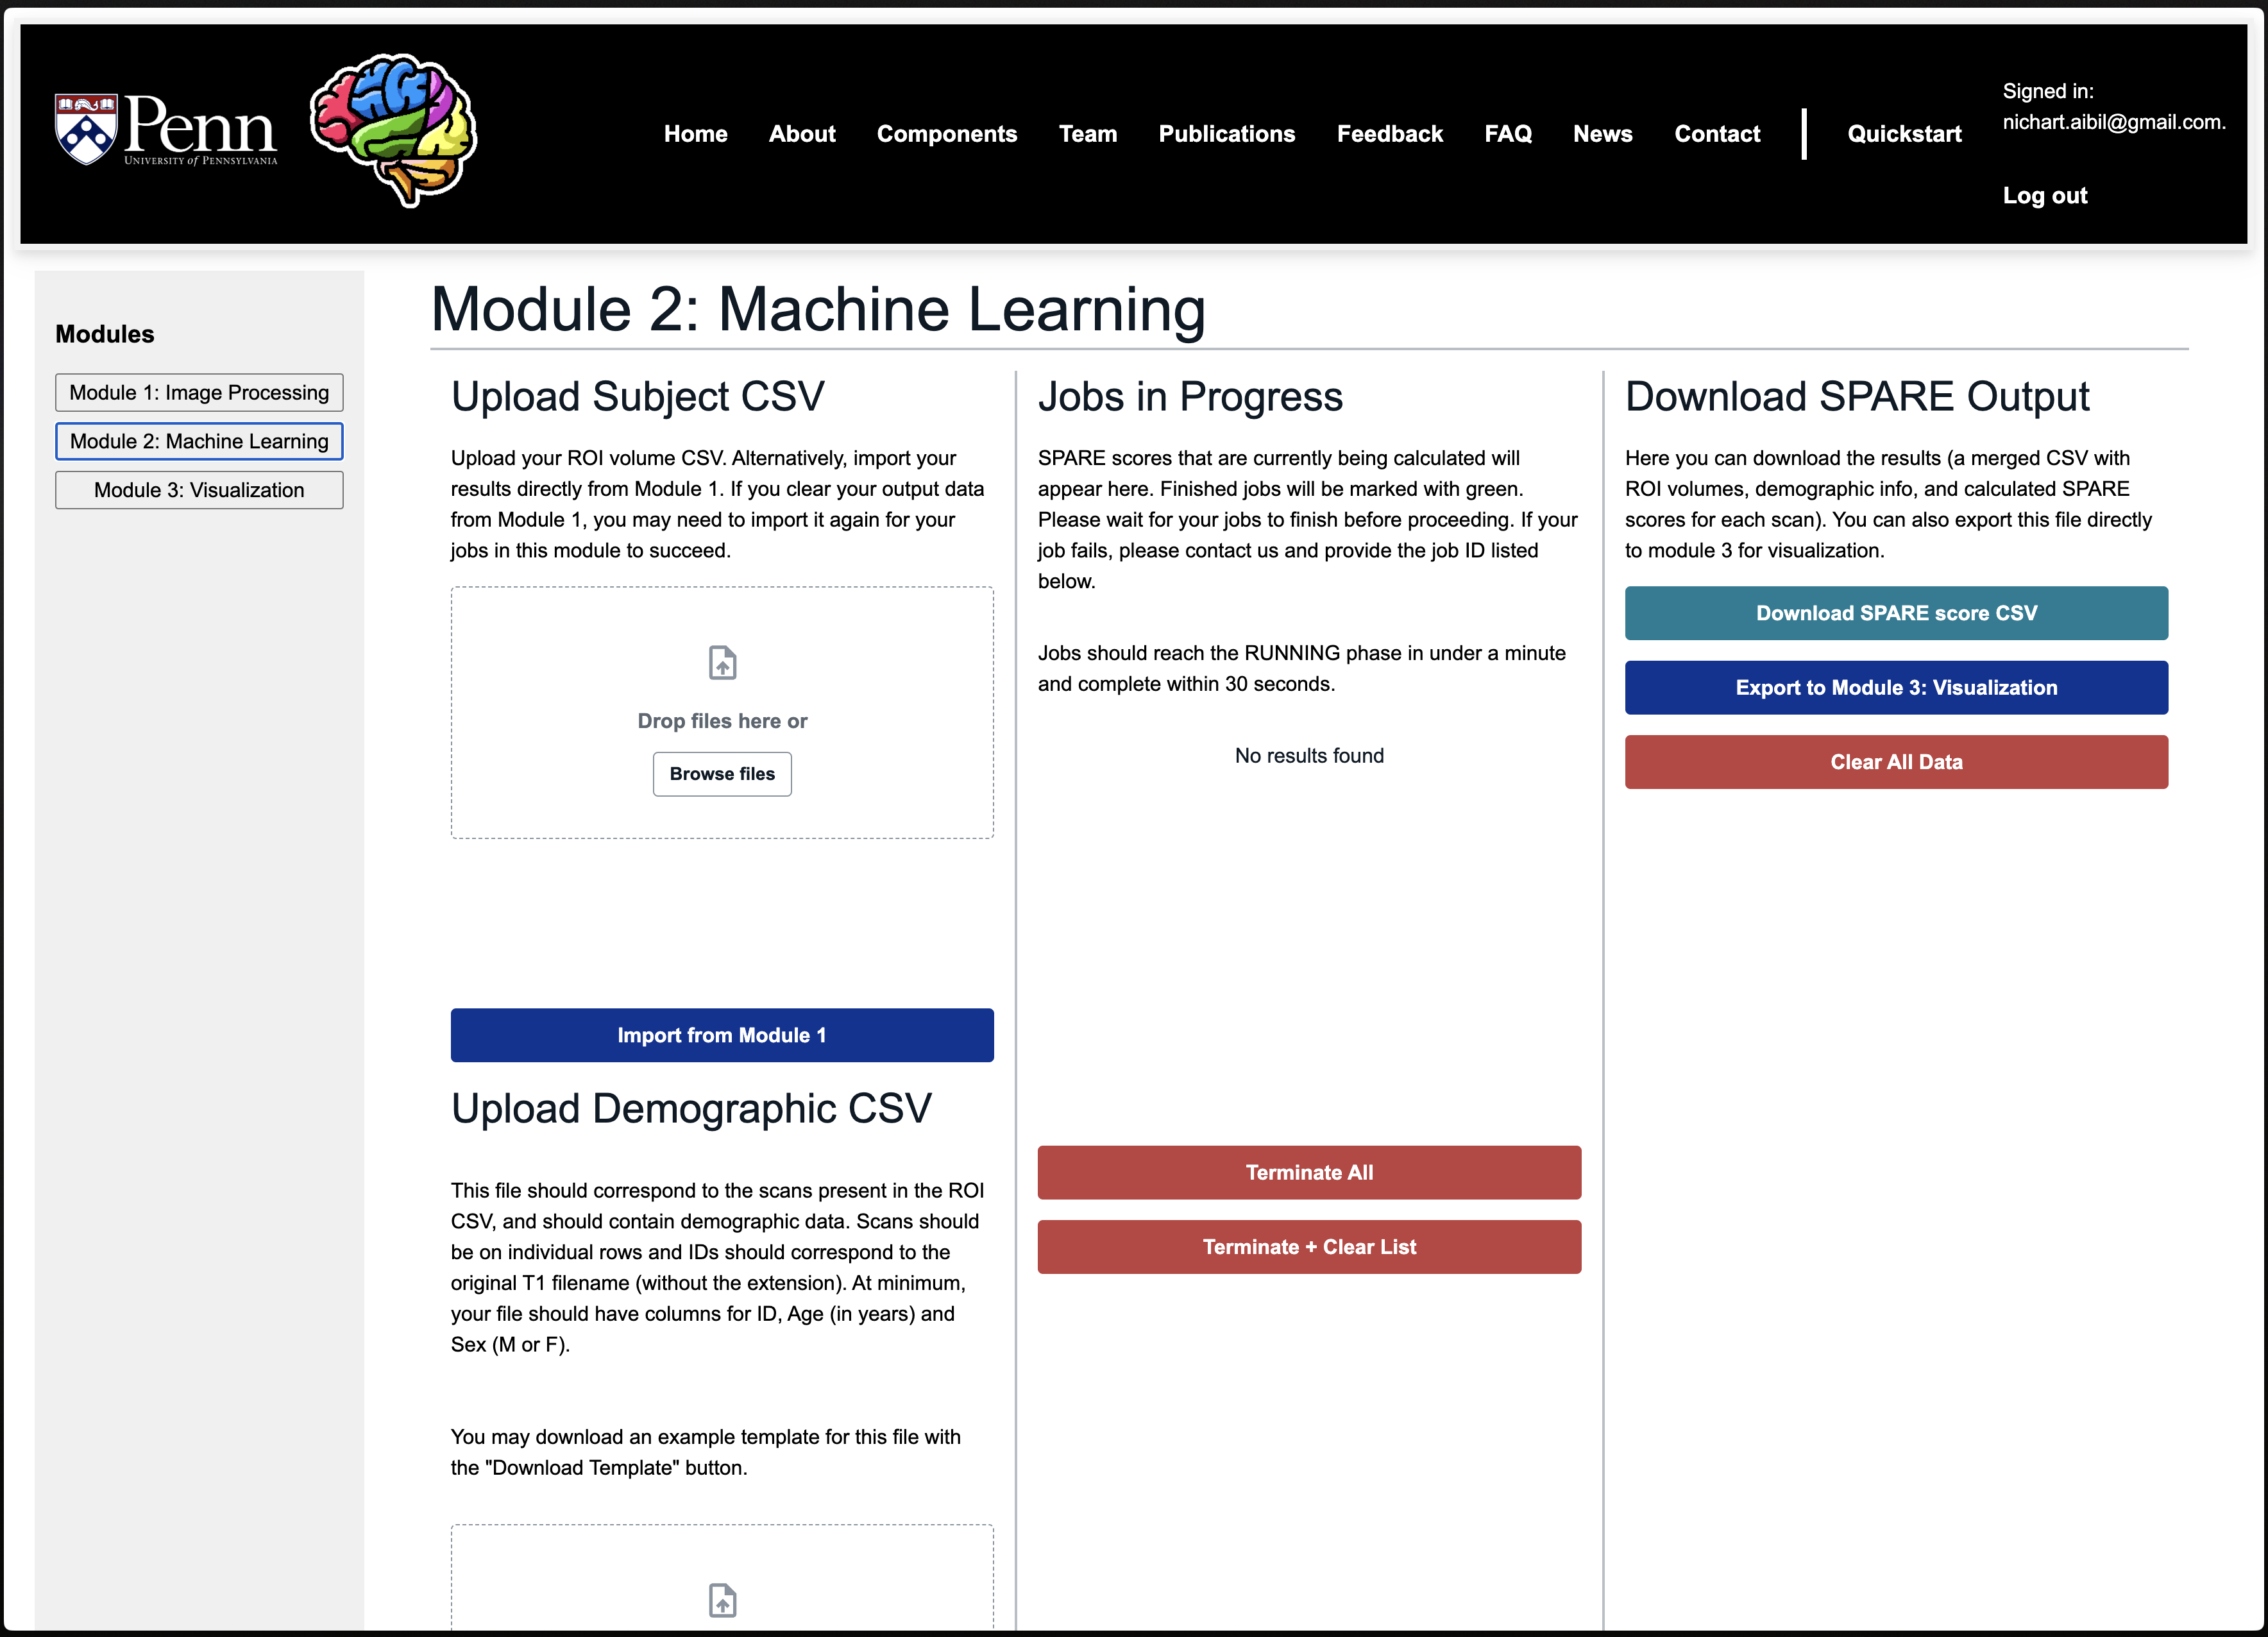 Penn
UNIVERSITY of PENNSYLVANIA
Home
About
Components
Team
Publications
Feedback
FAQ
News
Contact
Quickstart
Signed in:
nichart.aibil@gmail.com.
Log out
Modules
Module 1: Image Processing
Module 2: Machine Learning
Module 3: Visualization
Module 2: Machine Learning
Upload Subject CSV
Upload your ROI volume CSV. Alternatively, import your
results directly from Module 1. If you clear your output data
from Module 1, you may need to import it again for your
jobs in this module to succeed.
Drop files here or
Browse files
Import from Module 1
Upload Demographic CSV
This file should correspond to the scans present in the ROI
CSV, and should contain demographic data. Scans should
be on individual rows and IDs should correspond to the
original T1 filename (without the extension). At minimum,
your file should have columns for ID, Age (in years) and
Sex (M or F).
You may download an example template for this file with
the "Download Template" button.
Jobs in Progress
SPARE scores that are currently being calculated will
appear here. Finished jobs will be marked with green.
Please wait for your jobs to finish before proceeding. If your
job fails, please contact us and provide the job ID listed
below.
Jobs should reach the RUNNING phase in under a minute
and complete within 30 seconds.
No results found
Terminate All
Terminate + Clear List
Download SPARE Output
Here you can download the results (a merged CSV with
ROI volumes, demographic info, and calculated SPARE
scores for each scan). You can also export this file directly
to module 3 for visualization.
Download SPARE score CSV
Export to Module 3: Visualization
Clear All Data